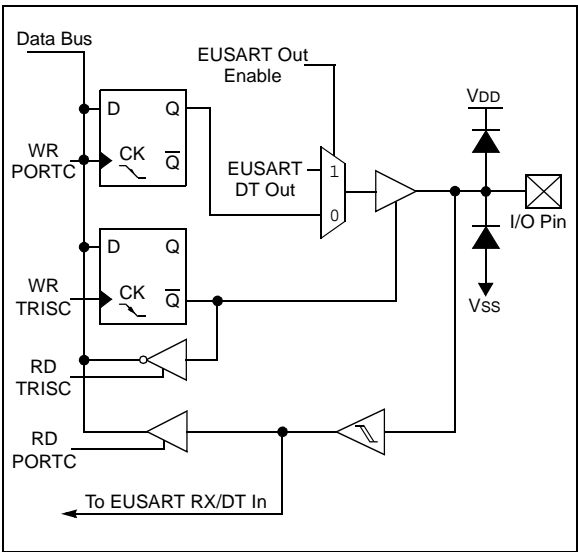 Data Bus
EUSART Out
Enable
VDD
D Q
WR
PORTC
CK
Q
EUSART
DT Out
1
0
I/O Pin
D Q
WR
TRISC
CK
Q
VSS
RD
TRISC
RD
PORTC
To EUSART RX/DT In